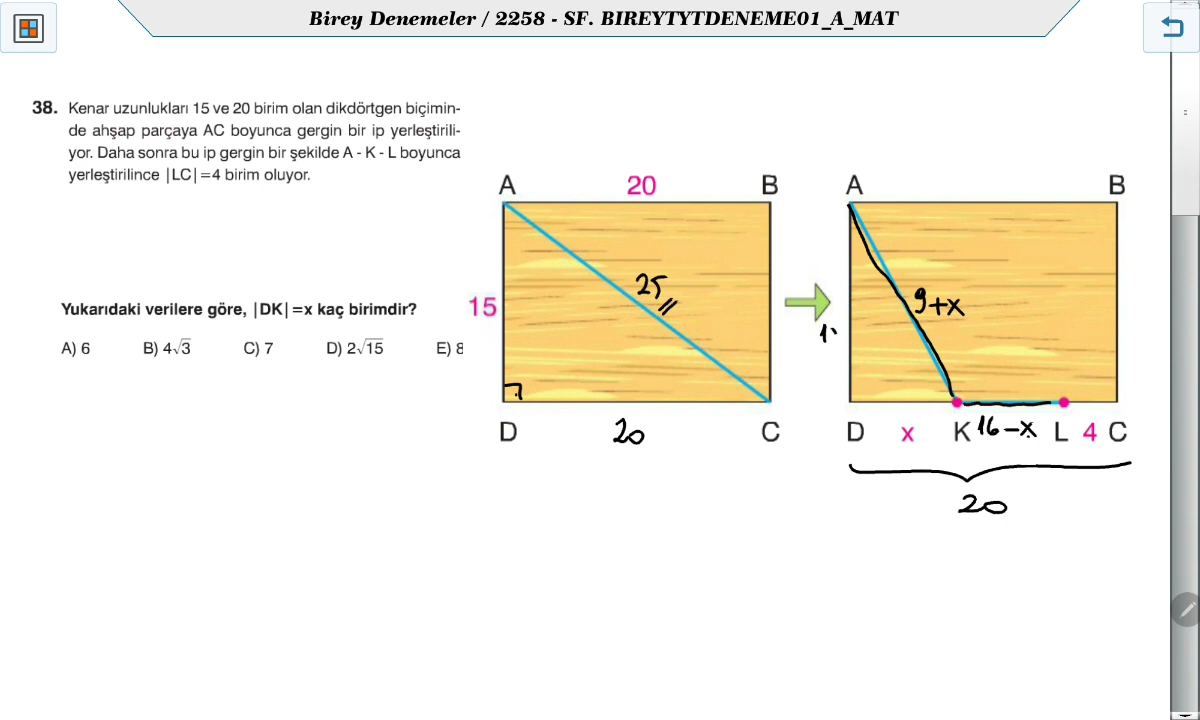 Birey Denemeler / 2258 - SF. BIREYTYTDENEME01_A_MAT
38. Kenar uzunlukları 15 ve 20 birim olan dikdörtgen biçimin-
de ahşap parçaya AC boyunca gergin bir ip yerleştirili-
yor. Daha sonra bu ip gergin bir şekilde A - K - L boyunca
yerleştirilince |LC|=4 birim oluyor.
Yukarıdaki verilere göre, |DK|=x kaç birimdir?
A) 6 B) 4√3 C) 7 D) 2√15 E) 8
A 20 B
15
25
D 20 C
A B
9+x
D x K 16-x L 4 C
20